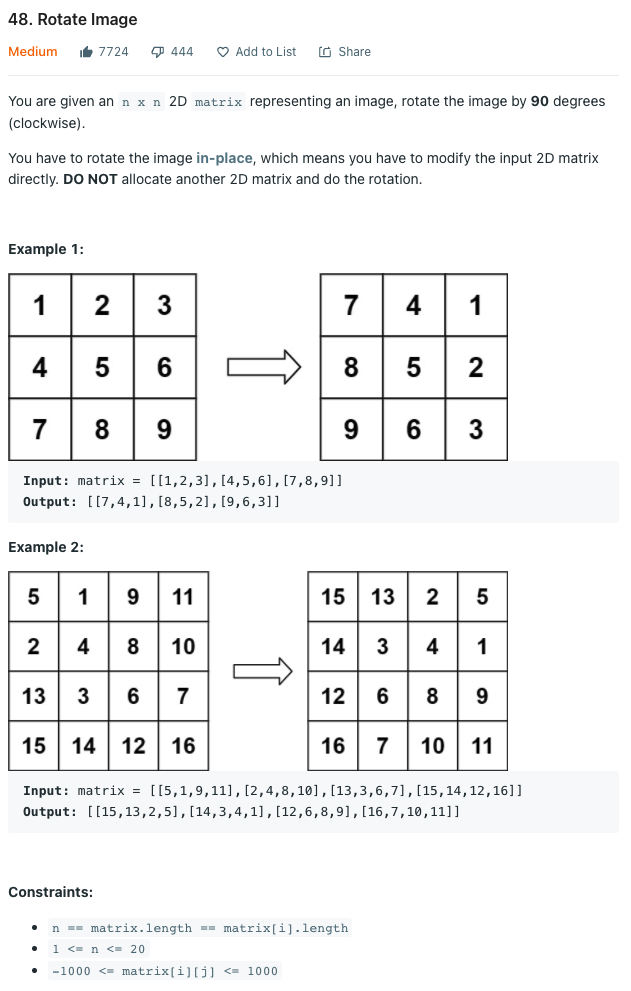 48. Rotate Image
Medium 7724 444 Add to List Share
You are given an n x n 2D matrix representing an image, rotate the image by 90 degrees
(clockwise).
You have to rotate the image in-place, which means you have to modify the input 2D matrix
directly. DO NOT allocate another 2D matrix and do the rotation.
Example 1:
1 2 3 7 4 1
4 5 6 8 5 2
7 8 9 9 6 3
Input: matrix = [[1,2,3],[4,5,6],[7,8,9]]
Output: [[7,4,1],[8,5,2],[9,6,3]]
Example 2:
5 1 9 11 15 13 2 5
2 4 8 10 14 3 4 1
13 3 6 7 12 6 8 9
15 14 12 16 16 7 10 11
Input: matrix = [[5,1,9,11],[2,4,8,10],[13,3,6,7],[15,14,12,16]]
Output: [[15,13,2,5],[14,3,4,1],[12,6,8,9],[16,7,10,11]]
Constraints:
• n == matrix.length == matrix[i].length
• 1 <= n <= 20
• -1000 <= matrix[i][j] <= 1000